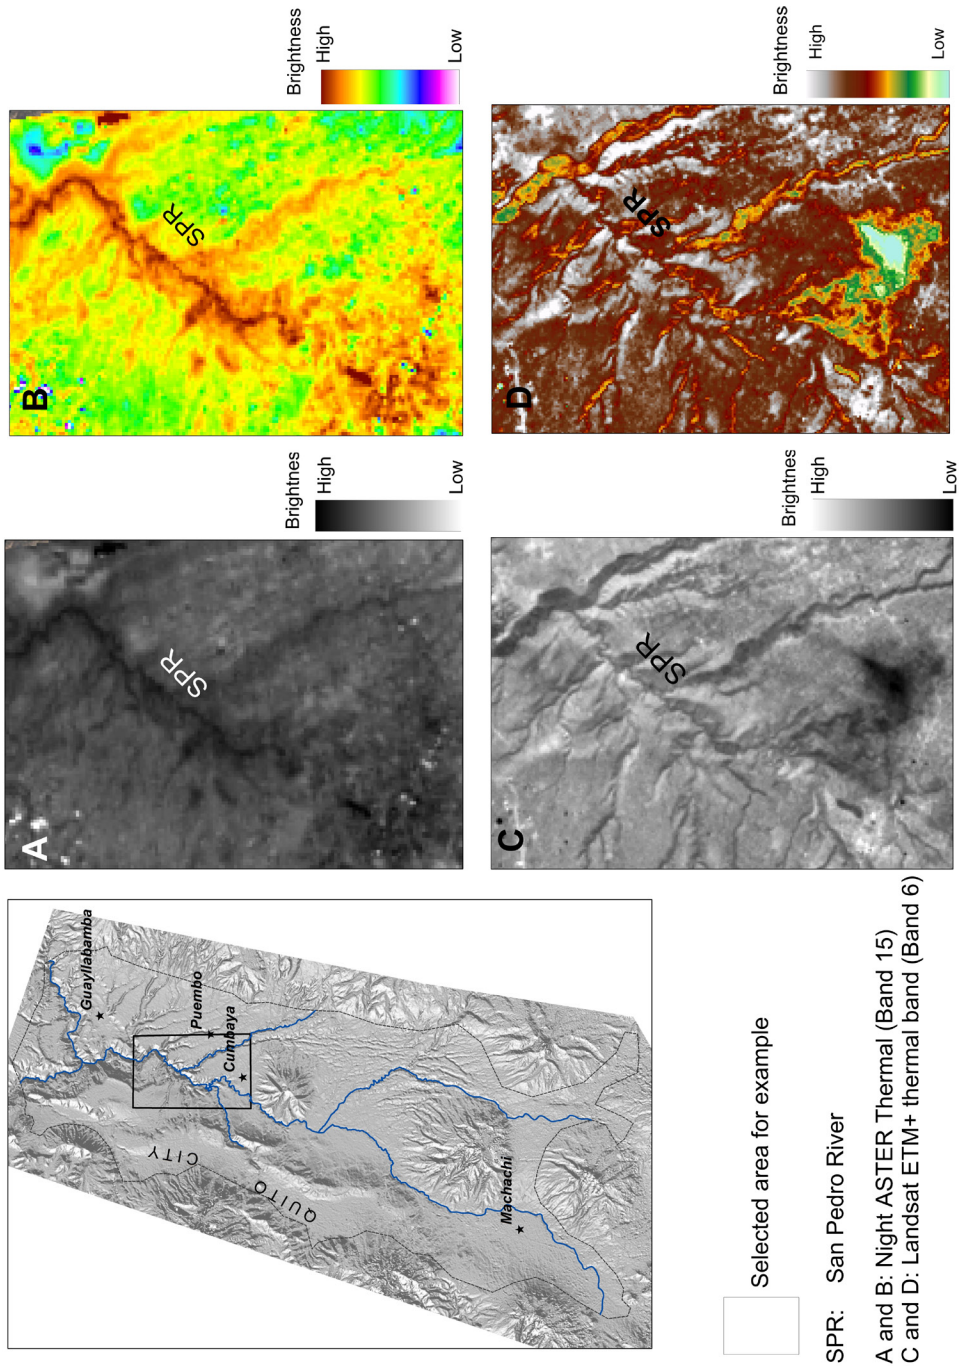 Guayllabamba
Puembo
Cumbaya
CITY
QUITO
Machachi
Selected area for example
SPR: San Pedro River
A and B: Night ASTER Thermal (Band 15)
C and D: Landsat ETM+ thermal band (Band 6)
A
SPR
Brightness
High
Low
B
SPR
Brightness
High
Low
C
SPR
Brightnes
High
Low
D
SPR
Brightness
High
Low